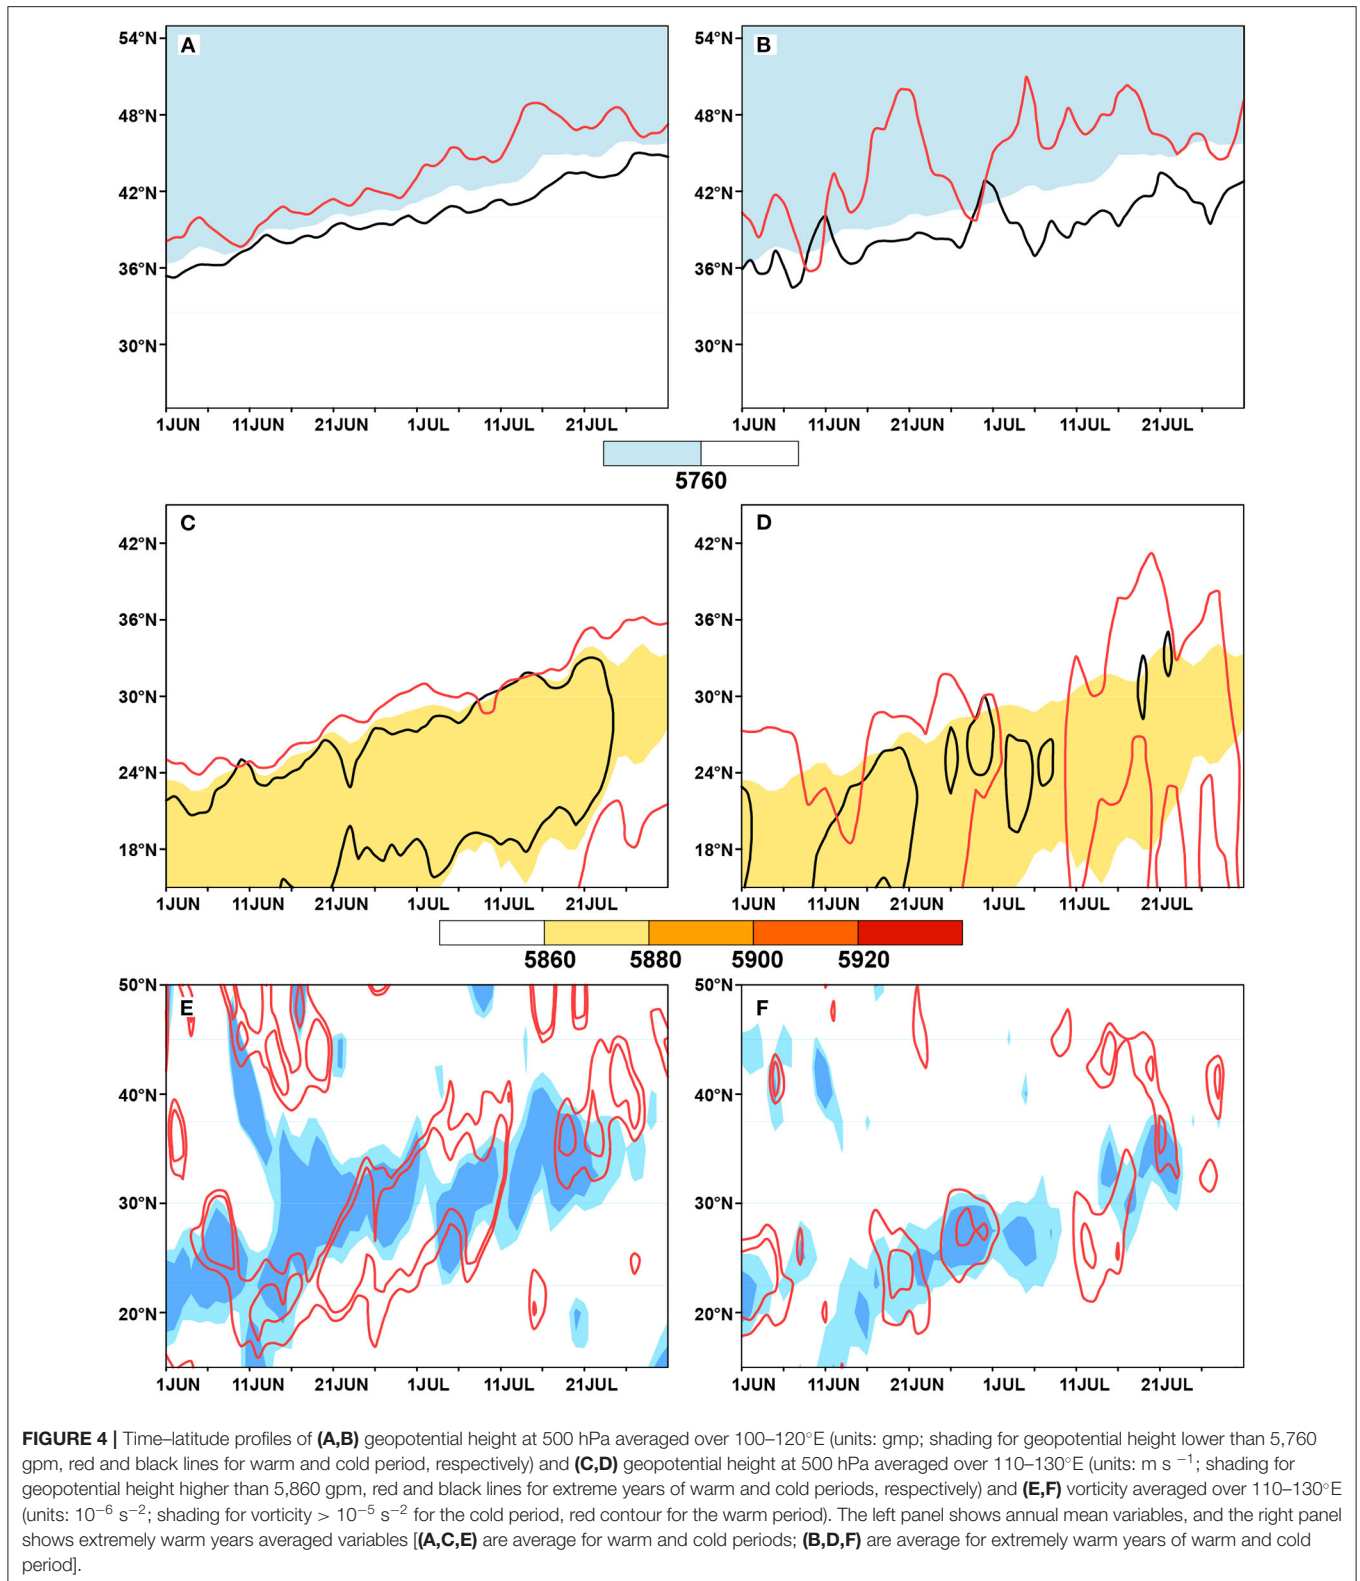 A
B
54°N
48°N
42°N
36°N
30°N
54°N
48°N
42°N
36°N
30°N
1JUN 11JUN 21JUN 1JUL 11JUL 21JUL
1JUN 11JUN 21JUN 1JUL 11JUL 21JUL
5760
C
D
42°N
36°N
30°N
24°N
18°N
42°N
36°N
30°N
24°N
18°N
1JUN 11JUN 21JUN 1JUL 11JUL 21JUL
1JUN 11JUN 21JUN 1JUL 11JUL 21JUL
5860 5880 5900 5920
E
F
50°N
40°N
30°N
20°N
50°N
40°N
30°N
20°N
1JUN 11JUN 21JUN 1JUL 11JUL 21JUL
1JUN 11JUN 21JUN 1JUL 11JUL 21JUL
FIGURE 4 | Time–latitude profiles of (A,B) geopotential height at 500 hPa averaged over 100–120°E (units: gmp; shading for geopotential height lower than 5,760
gpm, red and black lines for warm and cold period, respectively) and (C,D) geopotential height at 500 hPa averaged over 110–130°E (units: m s ⁻¹; shading for
geopotential height higher than 5,860 gpm, red and black lines for extreme years of warm and cold periods, respectively) and (E,F) vorticity averaged over 110–130°E
(units: 10⁻⁶ s⁻²; shading for vorticity > 10⁻⁵ s⁻² for the cold period, red contour for the warm period). The left panel shows annual mean variables, and the right panel
shows extremely warm years averaged variables [(A,C,E) are average for warm and cold periods; (B,D,F) are average for extremely warm years of warm and cold
period].